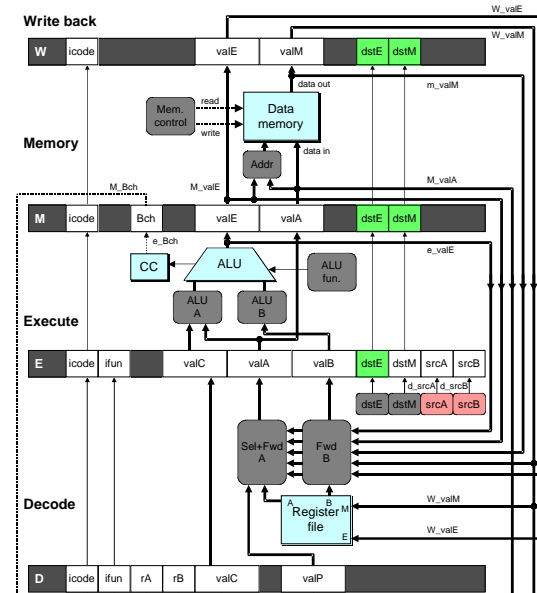 W_valE
Write back
W_valM
W icode valE valM dstE dstM
data out
m_valM
Mem. control
read
write
Data memory
Memory
data in
Addr
M_Bch
M_valE
M_valA
M icode Bch valE valA dstE dstM
e_Bch
e_valE
CC
ALU
ALU fun.
ALU A
ALU B
Execute
E icode ifun valC valA valB dstE dstM srcA srcB
d_srcA d_srcB
dstE dstM srcA srcB
Sel+Fwd A
Fwd B
Decode
A B
W_valM
Register file
M
W_valE
E
D icode ifun rA rB valC valP